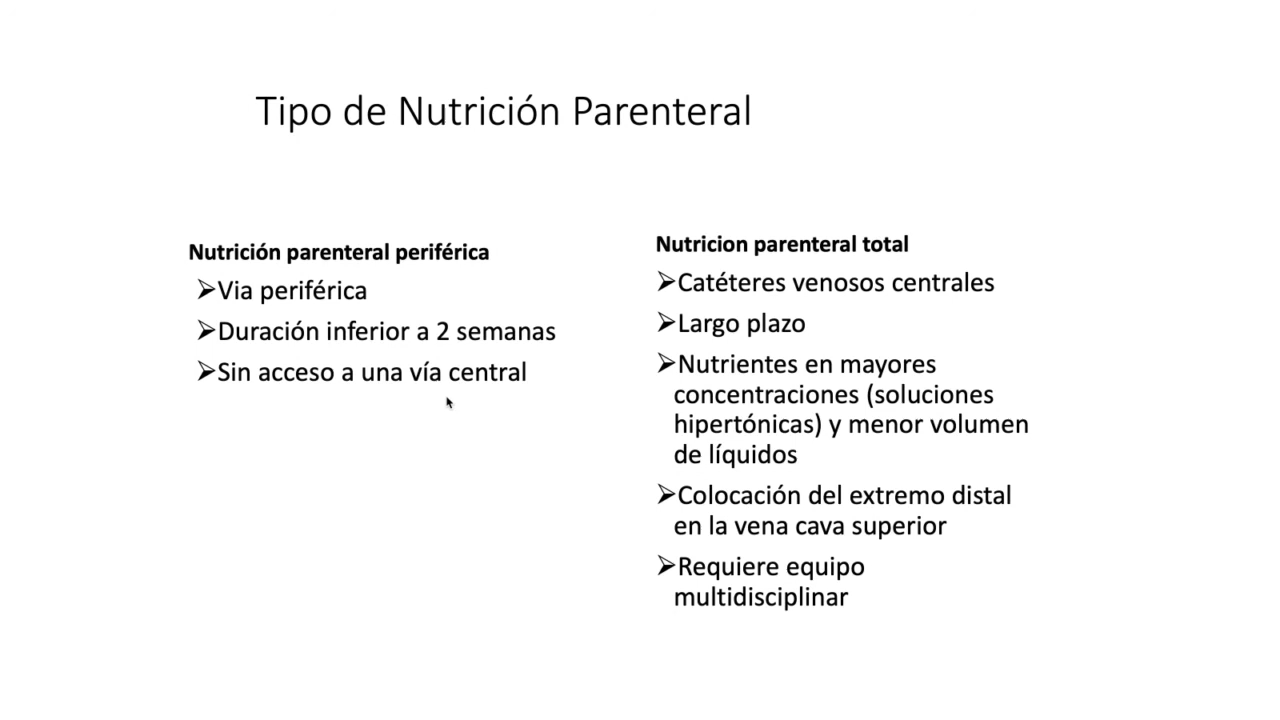 Tipo de Nutrición Parenteral
Nutrición parenteral periférica
➢Via periférica
➢Duración inferior a 2 semanas
➢Sin acceso a una vía central
Nutricion parenteral total
➢Catéteres venosos centrales
➢Largo plazo
➢Nutrientes en mayores
concentraciones (soluciones
hipertónicas) y menor volumen
de líquidos
➢Colocación del extremo distal
en la vena cava superior
➢Requiere equipo
multidisciplinar